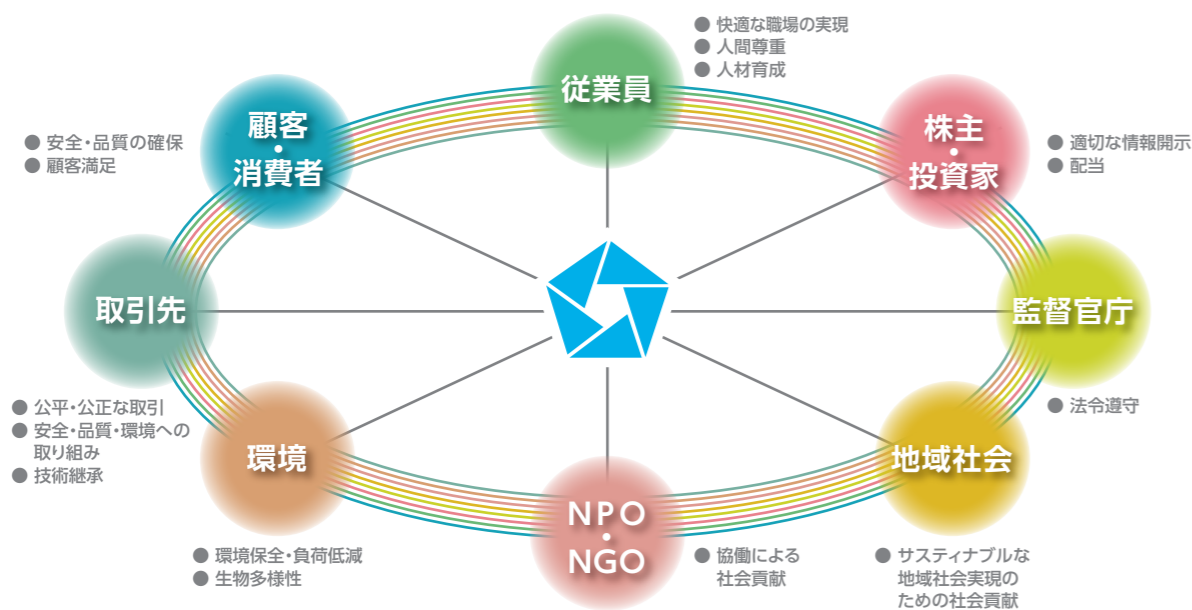 従業員
● 快適な職場の実現
● 人間尊重
● 人材育成
顧客
・
消費者
● 安全・品質の確保
● 顧客満足
株主
・
投資家
● 適切な情報開示
● 配当
取引先
● 公平・公正な取引
● 安全・品質・環境への
取り組み
● 技術継承
監督官庁
● 法令遵守
環境
● 環境保全・負荷低減
● 生物多様性
NPO
・
NGO
● 協働による
社会貢献
地域社会
● サスティナブルな
地域社会実現の
ための社会貢献